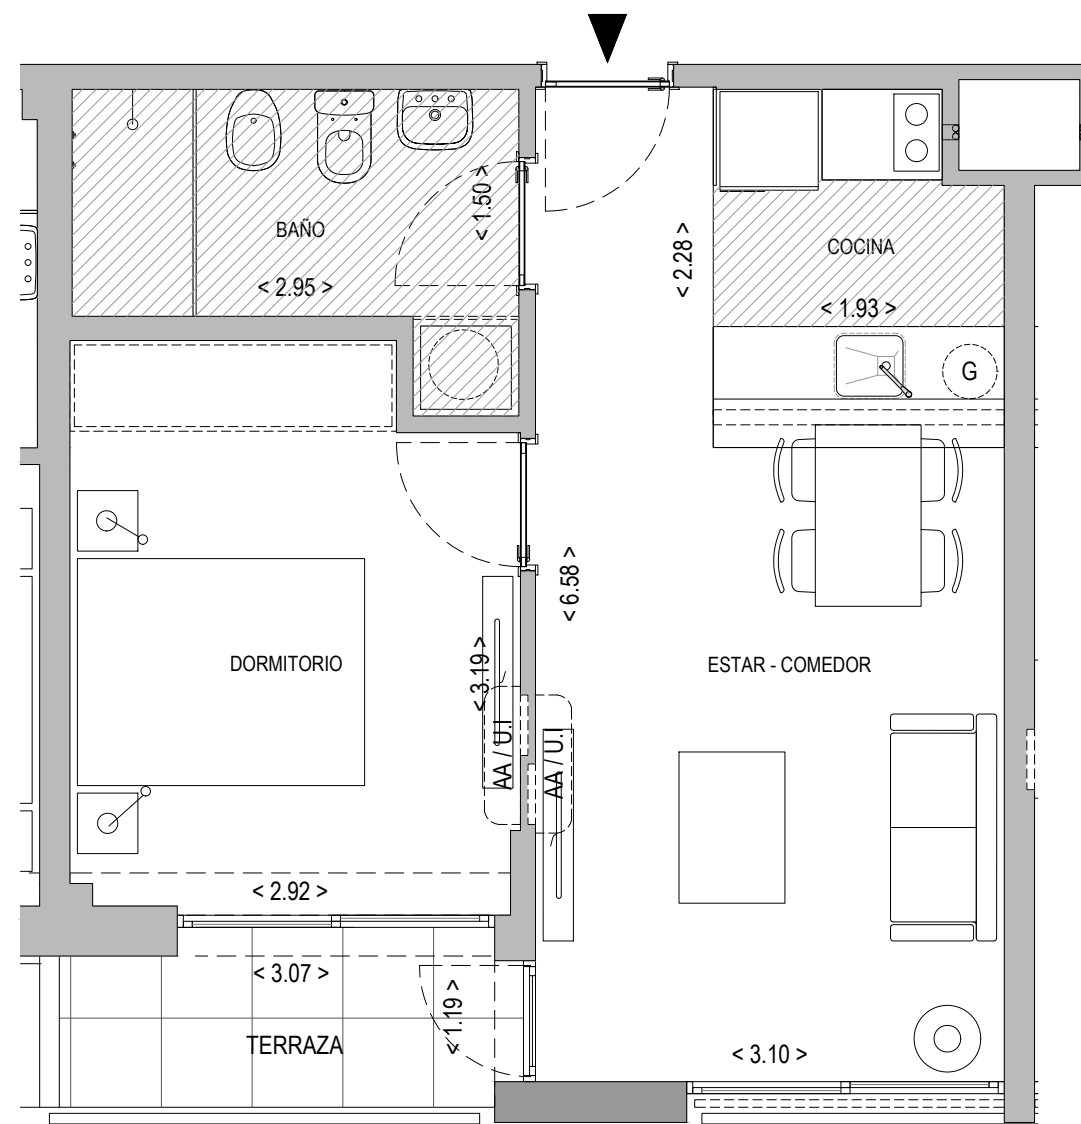 BAÑO
< 1.50 >
< 2.95 >
< 2.28 >
COCINA
< 1.93 >
G
< 6.58 >
DORMITORIO
< 3.19 >
ESTAR - COMEDOR
AA / U.I
AA / U.I
< 2.92 >
< 3.07 >
< 1.19 >
TERRAZA
< 3.10 >